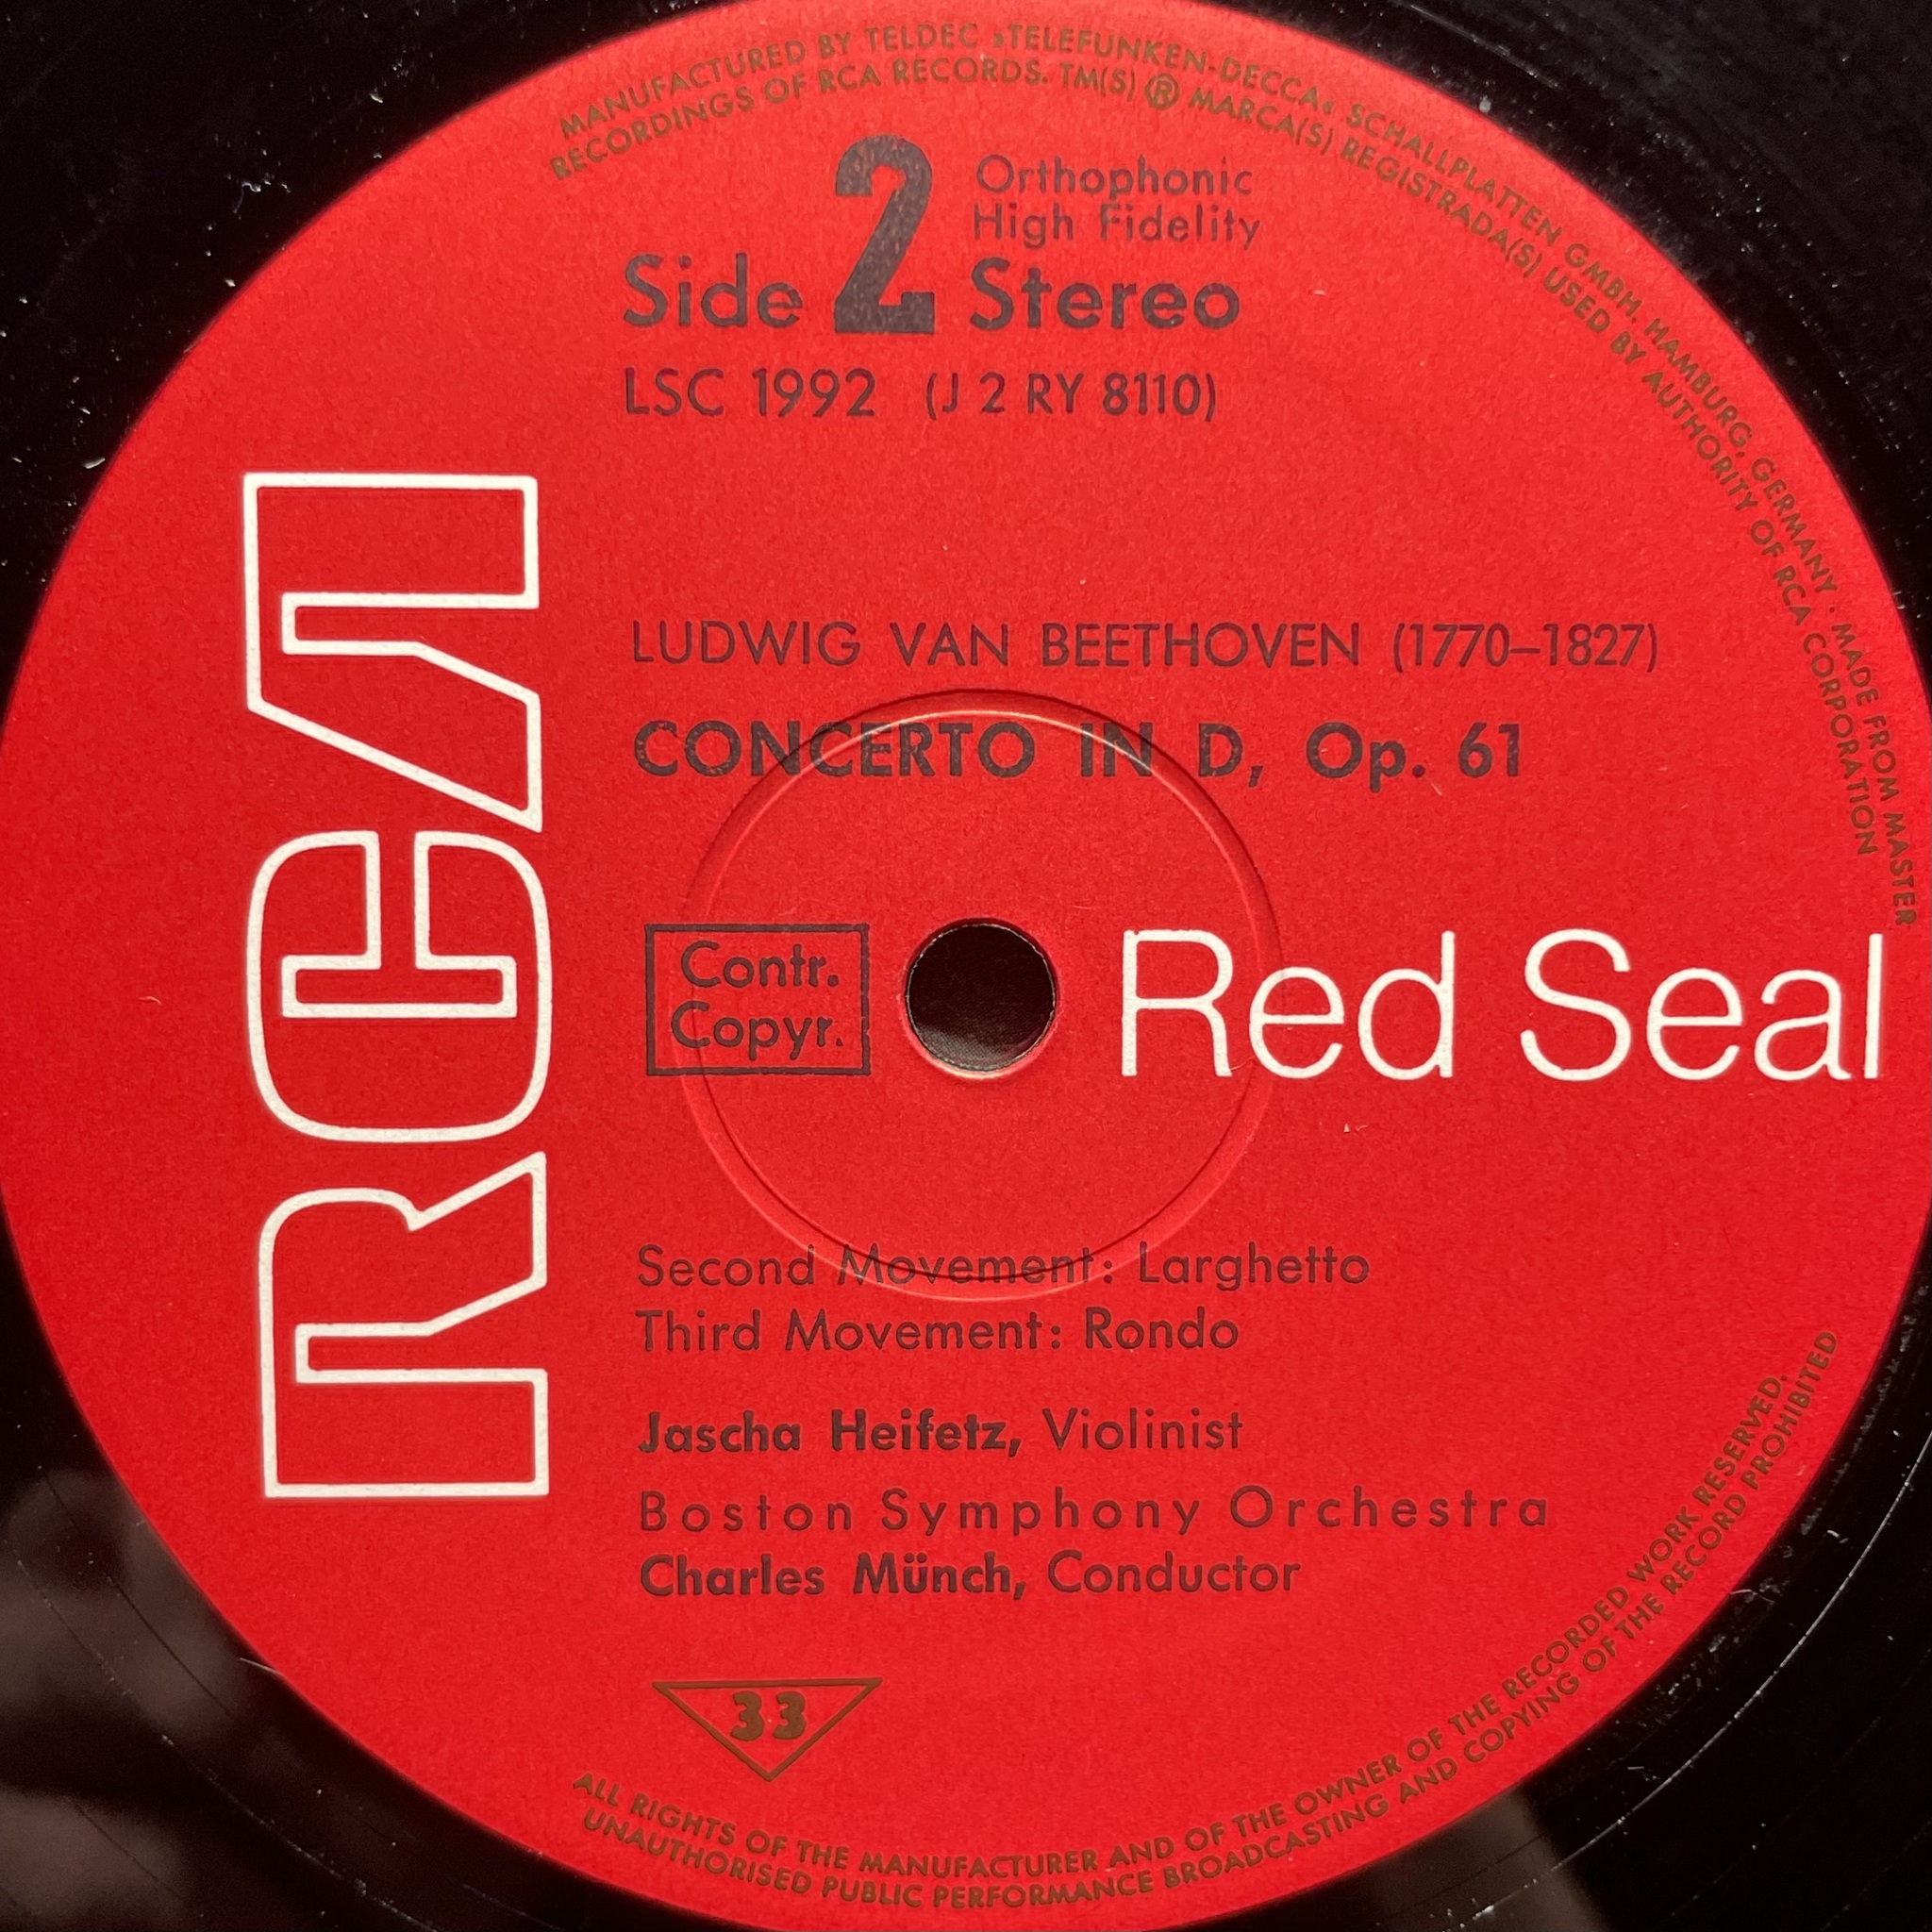 MANUFACTURED BY TELDEC »TELEFUNKEN-DECCA« SCHALLPLATTEN GMBH, HAMBURG, GERMANY · MADE FROM MASTER
RECORDINGS OF RCA RECORDS. TM(S) ® MARCA(S) REGISTRADA(S) USED BY AUTHORITY OF RCA CORPORATION
Orthophonic
High Fidelity
Side 2 Stereo
LSC 1992 (J 2 RY 8110)
RCA
LUDWIG VAN BEETHOVEN (1770–1827)
CONCERTO IN D, Op. 61
Contr.
Copyr.
Red Seal
Second Movement: Larghetto
Third Movement: Rondo
Jascha Heifetz, Violinist
Boston Symphony Orchestra
Charles Münch, Conductor
33
ALL RIGHTS OF THE MANUFACTURER AND OF THE OWNER OF THE RECORDED WORK RESERVED.
UNAUTHORISED PUBLIC PERFORMANCE BROADCASTING AND COPYING OF THE RECORD PROHIBITED